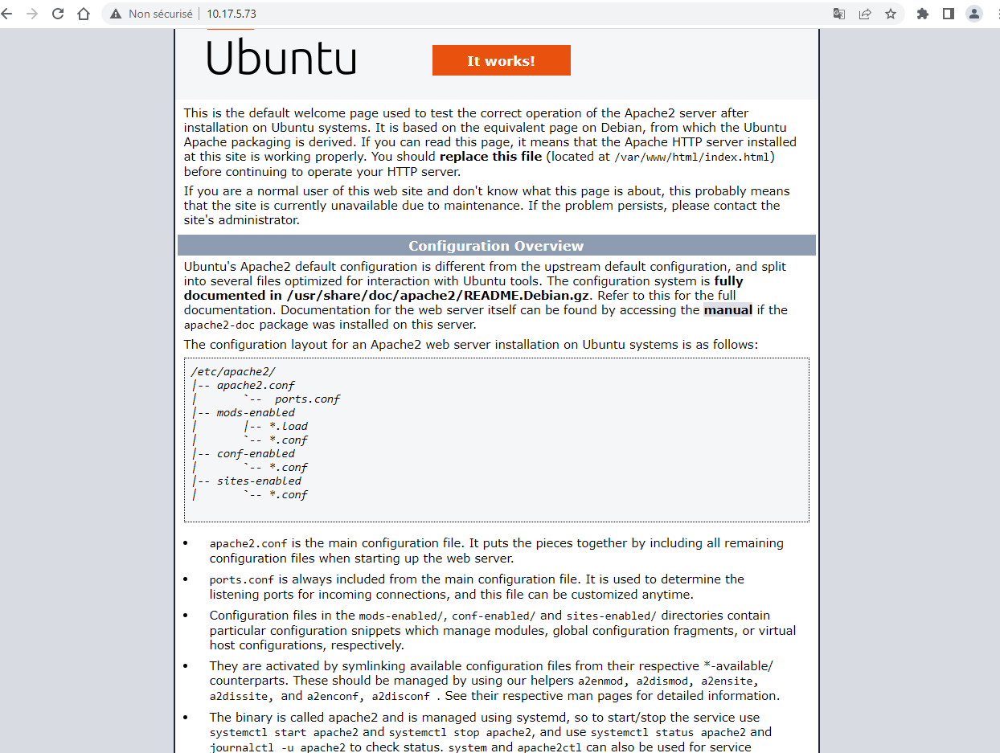 Non sécurisé | 10.17.5.73
Ubuntu
It works!
This is the default welcome page used to test the correct operation of the Apache2 server after
installation on Ubuntu systems. It is based on the equivalent page on Debian, from which the Ubuntu
Apache packaging is derived. If you can read this page, it means that the Apache HTTP server installed
at this site is working properly. You should replace this file (located at /var/www/html/index.html)
before continuing to operate your HTTP server.
If you are a normal user of this web site and don't know what this page is about, this probably means
that the site is currently unavailable due to maintenance. If the problem persists, please contact the
site's administrator.
Configuration Overview
Ubuntu's Apache2 default configuration is different from the upstream default configuration, and split
into several files optimized for interaction with Ubuntu tools. The configuration system is fully
documented in /usr/share/doc/apache2/README.Debian.gz. Refer to this for the full
documentation. Documentation for the web server itself can be found by accessing the manual if the
apache2-doc package was installed on this server.
The configuration layout for an Apache2 web server installation on Ubuntu systems is as follows:
/etc/apache2/
|-- apache2.conf
|       `--  ports.conf
|-- mods-enabled
|       |-- *.load
|       `-- *.conf
|-- conf-enabled
|       `-- *.conf
|-- sites-enabled
|       `-- *.conf
• apache2.conf is the main configuration file. It puts the pieces together by including all remaining
configuration files when starting up the web server.
• ports.conf is always included from the main configuration file. It is used to determine the
listening ports for incoming connections, and this file can be customized anytime.
• Configuration files in the mods-enabled/, conf-enabled/ and sites-enabled/ directories contain
particular configuration snippets which manage modules, global configuration fragments, or virtual
host configurations, respectively.
• They are activated by symlinking available configuration files from their respective *-available/
counterparts. These should be managed by using our helpers a2enmod, a2dismod, a2ensite,
a2dissite, and a2enconf, a2disconf . See their respective man pages for detailed information.
• The binary is called apache2 and is managed using systemd, so to start/stop the service use
systemctl start apache2 and systemctl stop apache2, and use systemctl status apache2 and
journalctl -u apache2 to check status. system and apache2ctl can also be used for service